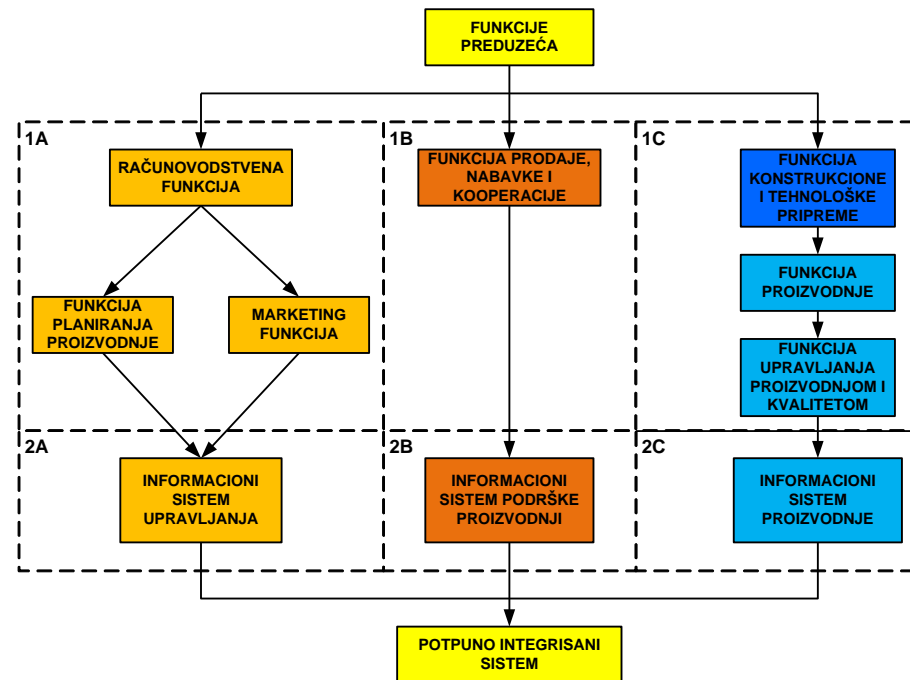 FUNKCIJE
PREDUZEĆA
1A
1B
1C
RAČUNOVODSTVENA
FUNKCIJA
FUNKCIJA PRODAJE,
NABAVKE I
KOOPERACIJE
FUNKCIJA
KONSTRUKCIONE
I TEHNOLOŠKE
PRIPREME
FUNKCIJA
PROIZVODNJE
FUNKCIJA
PLANIRANJA
PROIZVODNJE
MARKETING
FUNKCIJA
FUNKCIJA
UPRAVLJANJA
PROIZVODNJOM I
KVALITETOM
2A
2B
2C
INFORMACIONI
SISTEM
UPRAVLJANJA
INFORMACIONI
SISTEM PODRŠKE
PROIZVODNJI
INFORMACIONI
SISTEM
PROIZVODNJE
POTPUNO INTEGRISANI
SISTEM